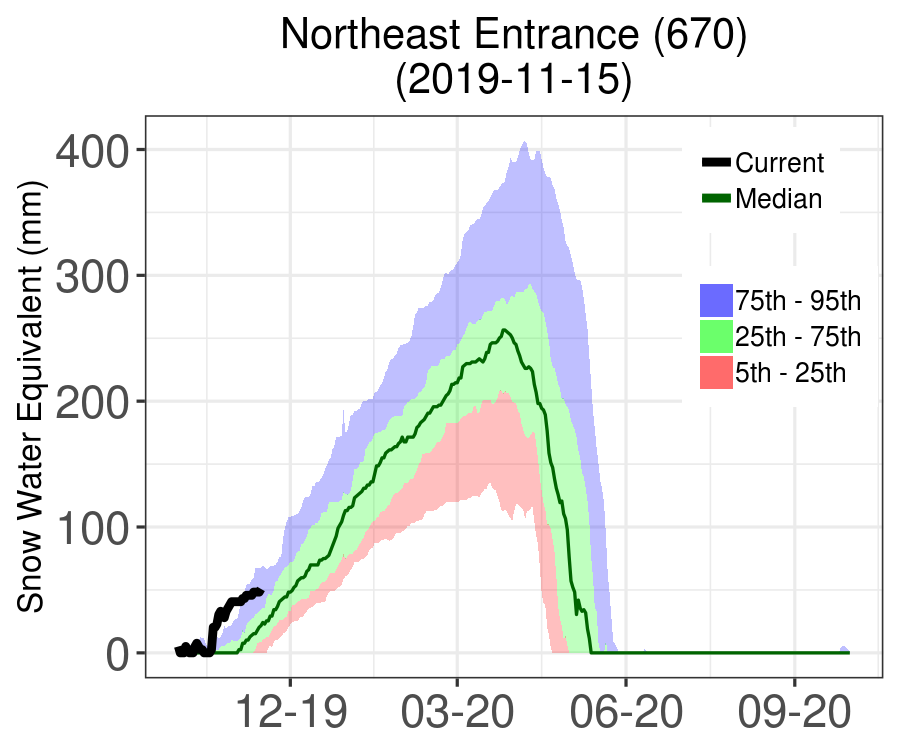 Northeast Entrance (670)
(2019-11-15)
Snow Water Equivalent (mm)
400
300
200
100
0
12-19
03-20
06-20
09-20
Current
Median
75th - 95th
25th - 75th
5th - 25th